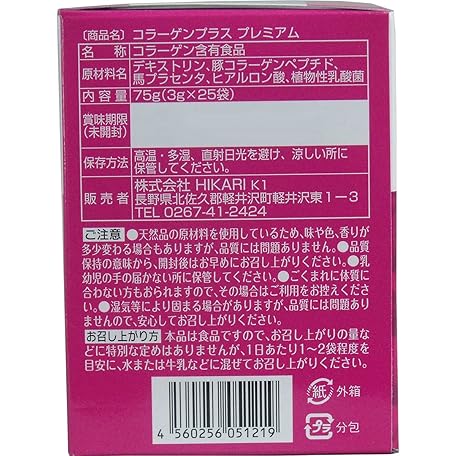 〔商品名〕 コラーゲンプラス プレミアム
名称 コラーゲン含有食品
原材料名 デキストリン、豚コラーゲンペプチド、
馬プラセンタ、ヒアルロン酸、植物性乳酸菌
内容量 75g(3g×25袋)
賞味期限
(未開封)
保存方法 高温・多湿、直射日光を避け、涼しい所に
保管してください。
販売者 株式会社 HIKARI K1
長野県北佐久郡軽井沢町軽井沢東1-3
TEL 0267-41-2424
ご注意 ●天然品の原材料を使用しているため、味や色、香りが
多少変わる場合もありますが、品質には問題ありません。●品質
保持の意味から、開封後はお早めにお召し上がりください。●乳
幼児の手の届かない所に保管してください。●ごくまれに体質に
合わない方もおられますので、その場合はご利用をお控えくださ
い。●湿気等により固まる場合がありますが、品質には問題あり
ませんので、安心してお召し上がりください。
お召し上がり方 本品は食品ですので、お召し上がりの量な
どに特別な定めはありませんが、1日あたり1〜2袋程度を
目安に、水または牛乳などに混ぜてお召し上がりください。
4 560256 051219
紙 外箱
プラ 分包